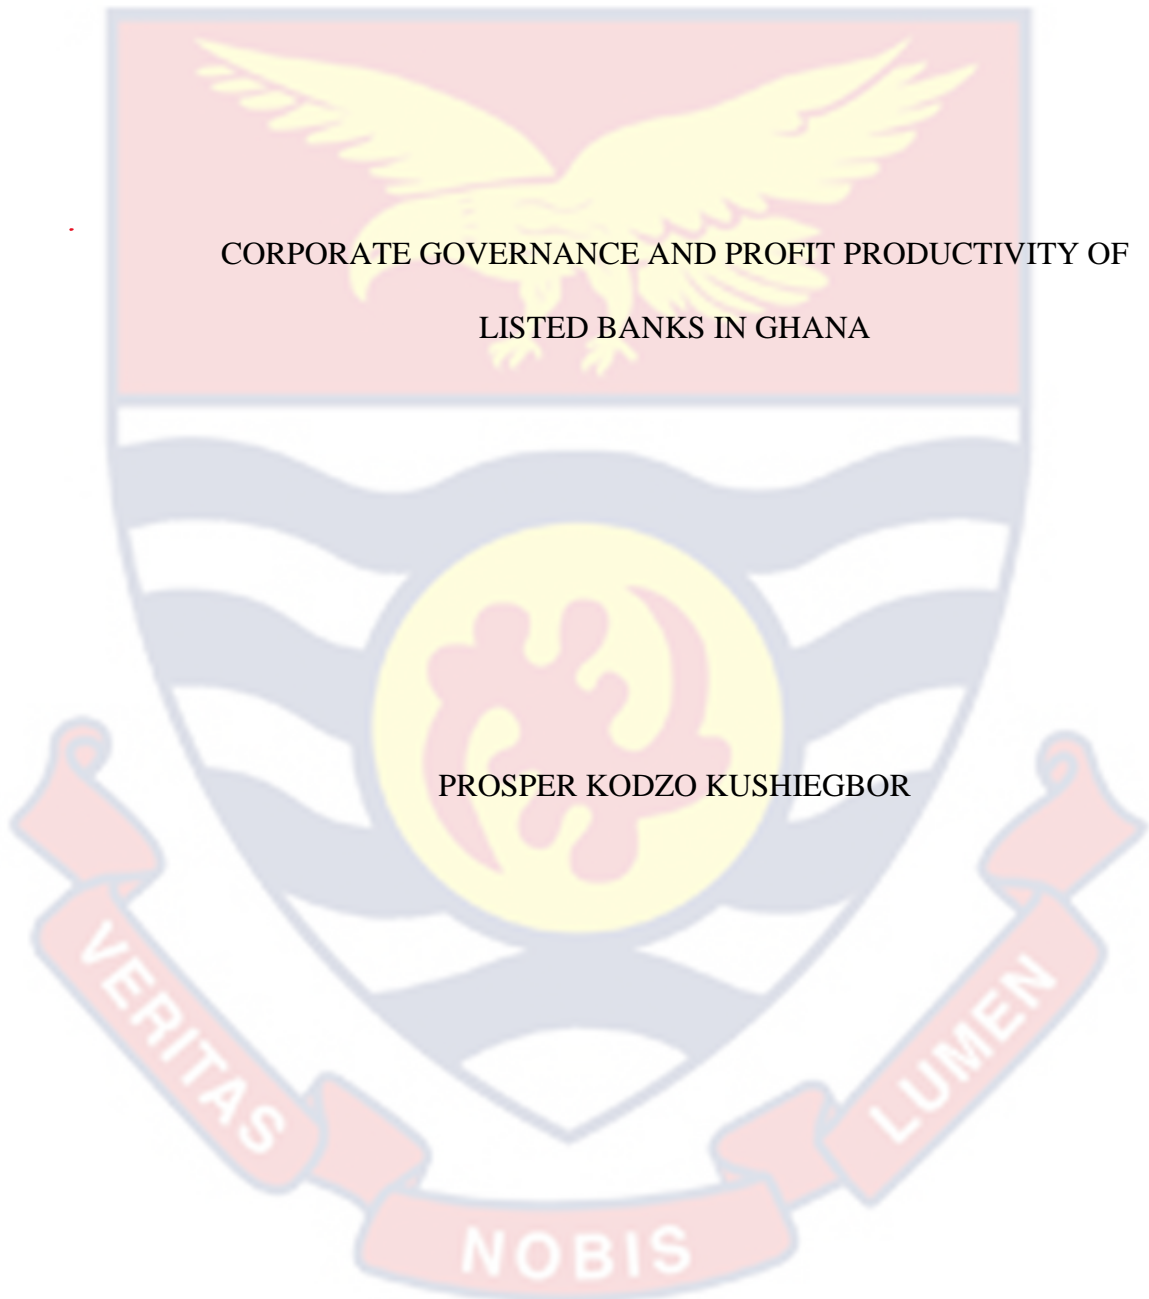 CORPORATE GOVERNANCE AND PROFIT PRODUCTIVITY OF
LISTED BANKS IN GHANA
PROSPER KODZO KUSHIEGBOR
VERITAS
NOBIS
LUMEN